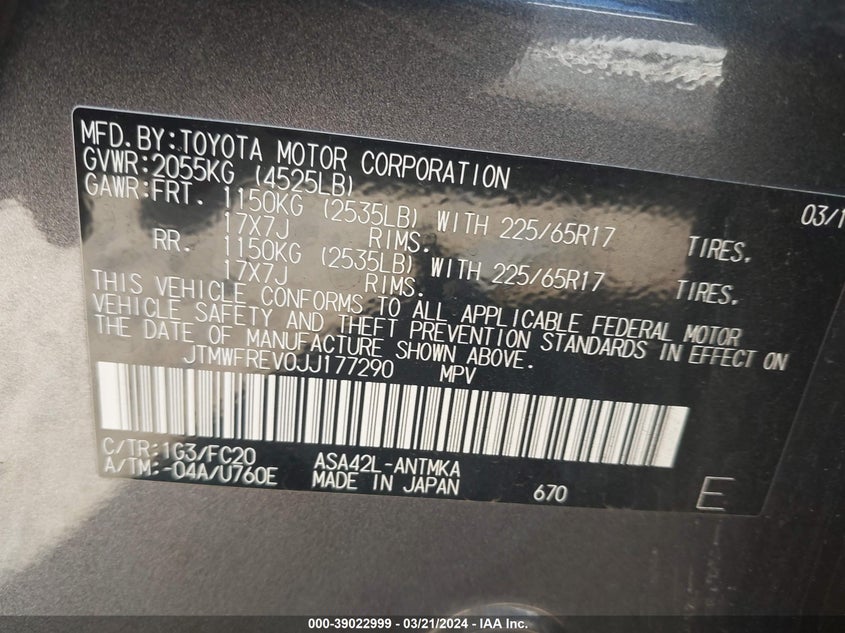 MFD.BY:TOYOTA MOTOR CORPORATION 03/1
GVWR:2055KG (4525LB)
GAWR:FRT. 1150KG (2535LB) WITH 225/65R17 TIRES,
17X7J RIMS.
RR. 1150KG (2535LB) WITH 225/65R17 TIRES,
17X7J RIMS.
THIS VEHICLE CONFORMS TO ALL APPLICABLE FEDERAL MOTOR
VEHICLE SAFETY AND THEFT PREVENTION STANDARDS IN EFFECT ON
THE DATE OF MANUFACTURE SHOWN ABOVE.
JTMWFREV0JJ177290 MPV
C/TR:1G3/FC20 ASA42L-ANTMKA
A/TM:-04A/U760E MADE IN JAPAN 670 E
000-39022999 — 03/21/2024 — IAA Inc.